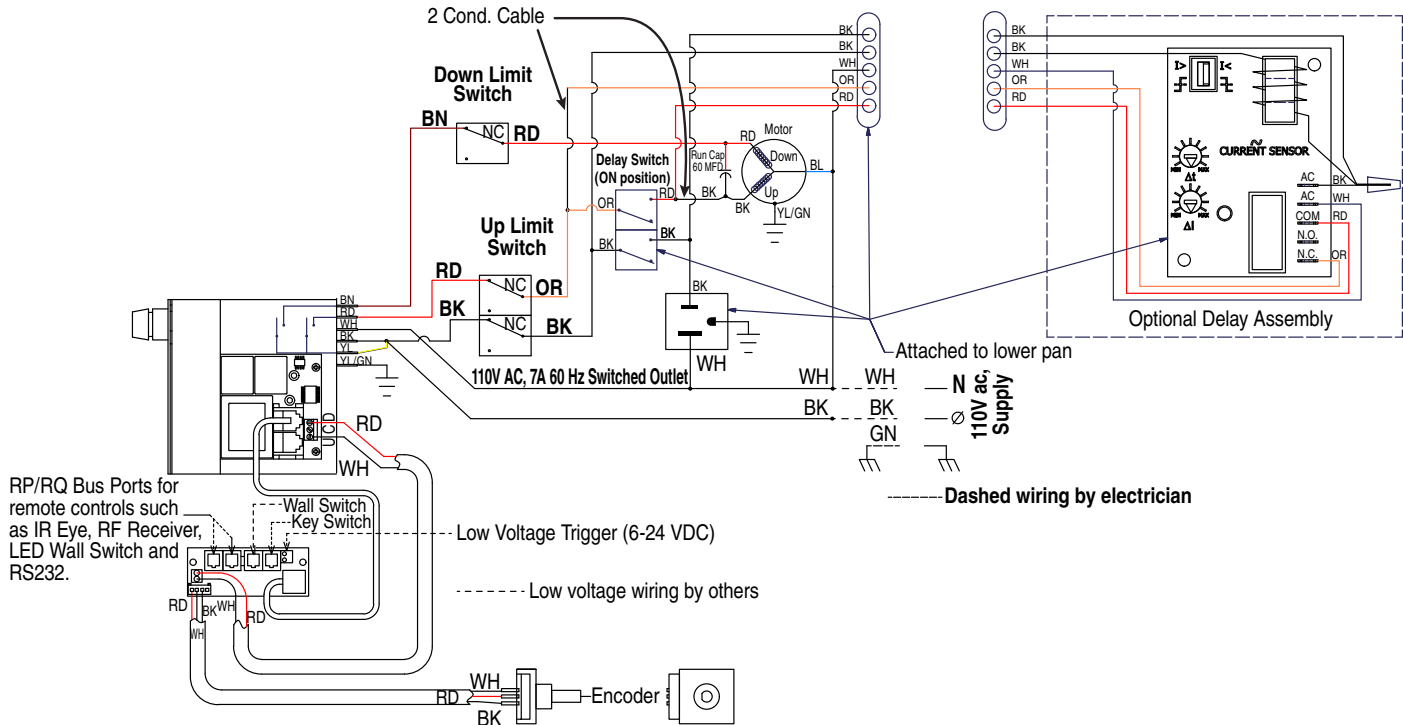 2 Cond. Cable
Down Limit
Switch
BN
NC
RD
BK
BK
WH
OR
RD
RD
Motor
Down
Up
BL
YL/GN
Run Cap
60 MFD
BK
BK
Delay Switch
(ON position)
RD
OR
BK
BK
Up Limit
Switch
RD
NC
OR
BK
NC
BK
BK
WH
110V AC, 7A 60 Hz Switched Outlet
BN
RD
WH
BK
YL
YL/GN
U C D
RD
WH
BK
BK
WH
OR
RD
I>
I<
CURRENT SENSOR
MIN
MAX
Δt
MIN
MAX
ΔI
AC
BK
AC
WH
COM
RD
N.O.
N.C.
OR
Optional Delay Assembly
Attached to lower pan
WH
WH
N
BK
BK
Ø
GN
110V ac,
Supply
Dashed wiring by electrician
RP/RQ Bus Ports for
remote controls such
as IR Eye, RF Receiver,
LED Wall Switch and
RS232.
Wall Switch
Key Switch
Low Voltage Trigger (6-24 VDC)
Low voltage wiring by others
RD
BK
WH
RD
WH
WH
RD
BK
Encoder